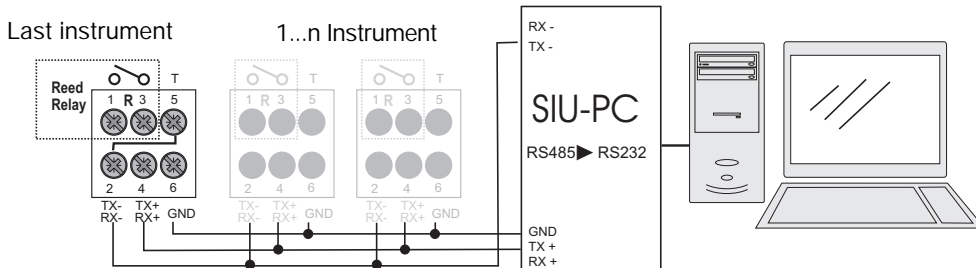 Last instrument
1...n Instrument
Reed
Relay
T
1 R 3 5
2 4 6
TX- TX+
RX- RX+ GND
T
1 R 3 5
2 4 6
TX- TX+
RX- RX+ GND
T
1 R 3 5
2 4 6
TX- TX+
RX- RX+ GND
RX -
TX -
SIU-PC
RS485▶ RS232
GND
TX +
RX +